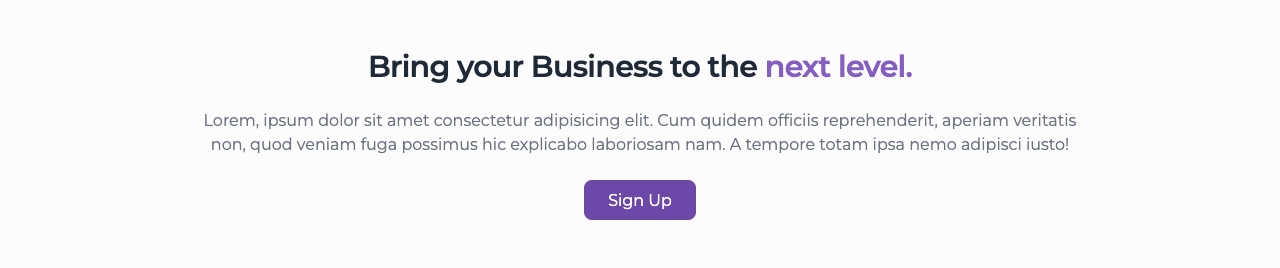 Bring your Business to the next level.
Lorem, ipsum dolor sit amet consectetur adipisicing elit. Cum quidem officiis reprehenderit, aperiam veritatis
non, quod veniam fuga possimus hic explicabo laboriosam nam. A tempore totam ipsa nemo adipisci iusto!
Sign Up